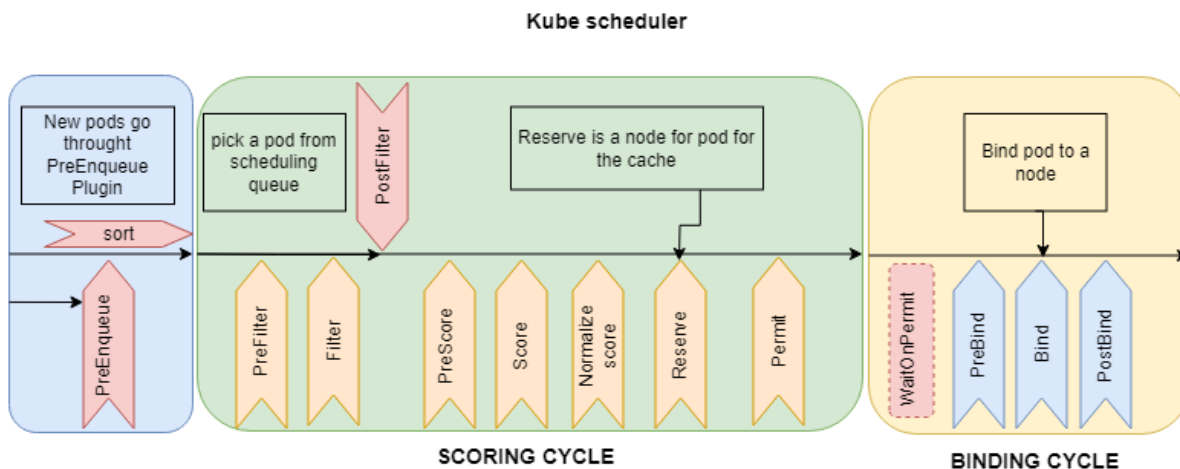 Kube scheduler
New pods go
throught
PreEnqueue
Plugin
sort
PreEnqueue
pick a pod from
scheduling
queue
PostFilter
Reserve is a node for pod for
the cache
PreFilter
Filter
PreScore
Score
Normalize
score
Reserve
Permit
SCORING CYCLE
Bind pod to a
node
WaitOnPermit
PreBind
Bind
PostBind
BINDING CYCLE